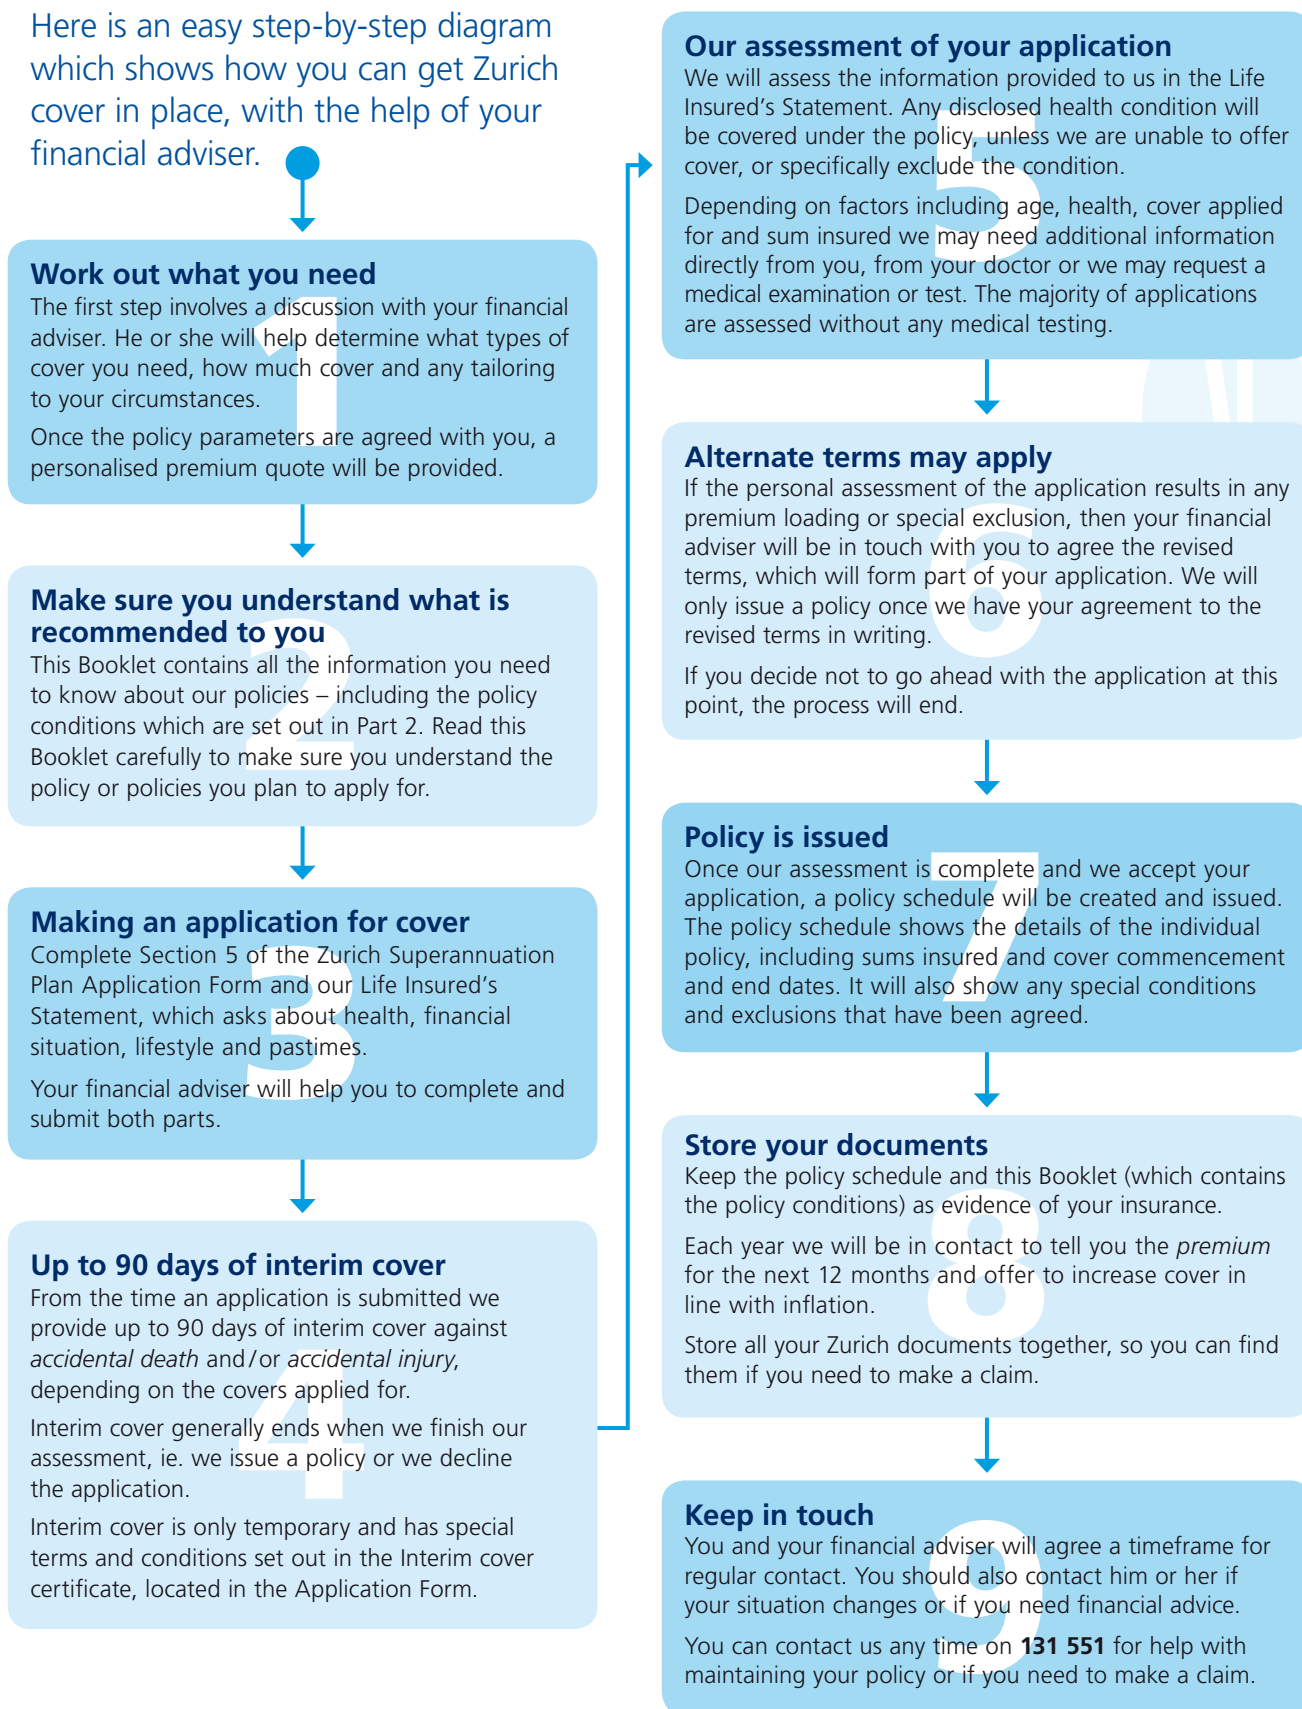 Here is an easy step-by-step diagram
which shows how you can get Zurich
cover in place, with the help of your
financial adviser.
1
Work out what you need
The first step involves a discussion with your financial
adviser. He or she will help determine what types of
cover you need, how much cover and any tailoring
to your circumstances.
Once the policy parameters are agreed with you, a
personalised premium quote will be provided.
2
Make sure you understand what is
recommended to you
This Booklet contains all the information you need
to know about our policies – including the policy
conditions which are set out in Part 2. Read this
Booklet carefully to make sure you understand the
policy or policies you plan to apply for.
3
Making an application for cover
Complete Section 5 of the Zurich Superannuation
Plan Application Form and our Life Insured's
Statement, which asks about health, financial
situation, lifestyle and pastimes.
Your financial adviser will help you to complete and
submit both parts.
4
Up to 90 days of interim cover
From the time an application is submitted we
provide up to 90 days of interim cover against
accidental death and/or accidental injury,
depending on the covers applied for.
Interim cover generally ends when we finish our
assessment, ie. we issue a policy or we decline
the application.
Interim cover is only temporary and has special
terms and conditions set out in the Interim cover
certificate, located in the Application Form.
5
Our assessment of your application
We will assess the information provided to us in the Life
Insured's Statement. Any disclosed health condition will
be covered under the policy, unless we are unable to offer
cover, or specifically exclude the condition.
Depending on factors including age, health, cover applied
for and sum insured we may need additional information
directly from you, from your doctor or we may request a
medical examination or test. The majority of applications
are assessed without any medical testing.
6
Alternate terms may apply
If the personal assessment of the application results in any
premium loading or special exclusion, then your financial
adviser will be in touch with you to agree the revised
terms, which will form part of your application. We will
only issue a policy once we have your agreement to the
revised terms in writing.
If you decide not to go ahead with the application at this
point, the process will end.
7
Policy is issued
Once our assessment is complete and we accept your
application, a policy schedule will be created and issued.
The policy schedule shows the details of the individual
policy, including sums insured and cover commencement
and end dates. It will also show any special conditions
and exclusions that have been agreed.
8
Store your documents
Keep the policy schedule and this Booklet (which contains
the policy conditions) as evidence of your insurance.
Each year we will be in contact to tell you the premium
for the next 12 months and offer to increase cover in
line with inflation.
Store all your Zurich documents together, so you can find
them if you need to make a claim.
9
Keep in touch
You and your financial adviser will agree a timeframe for
regular contact. You should also contact him or her if
your situation changes or if you need financial advice.
You can contact us any time on 131 551 for help with
maintaining your policy or if you need to make a claim.